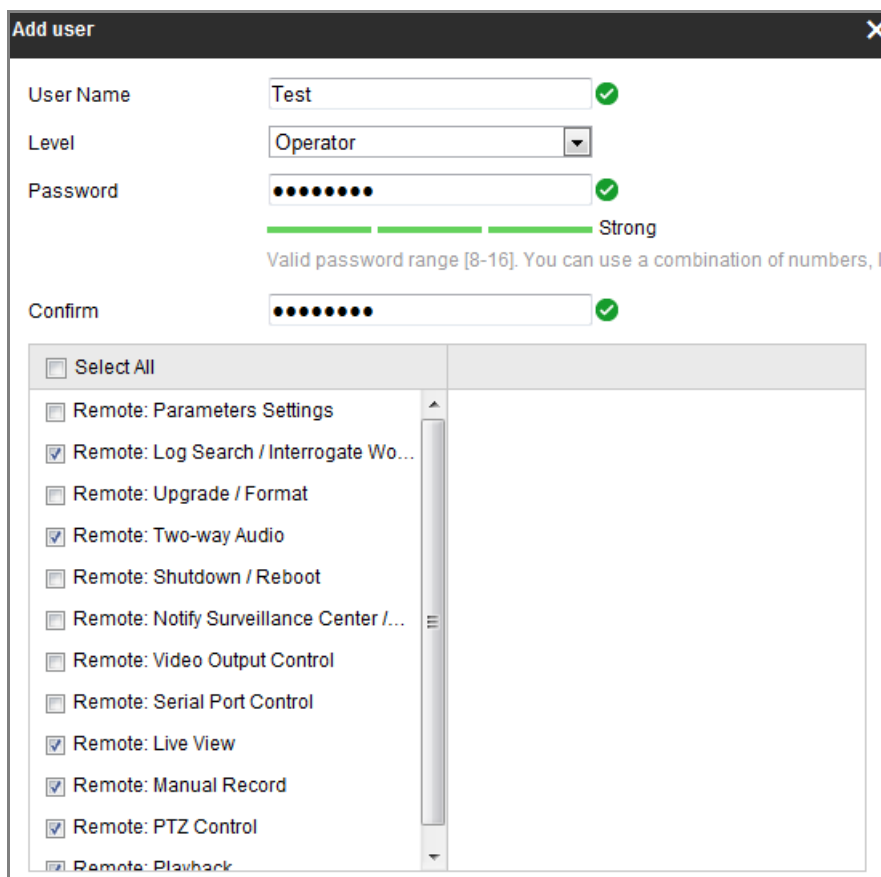 Add user
User Name Test
Level Operator
Password ●●●●●●●●
Strong
Valid password range [8-16]. You can use a combination of numbers,
Confirm ●●●●●●●●
Select All
Remote: Parameters Settings
Remote: Log Search / Interrogate Wo...
Remote: Upgrade / Format
Remote: Two-way Audio
Remote: Shutdown / Reboot
Remote: Notify Surveillance Center /...
Remote: Video Output Control
Remote: Serial Port Control
Remote: Live View
Remote: Manual Record
Remote: PTZ Control
Remote: Playback